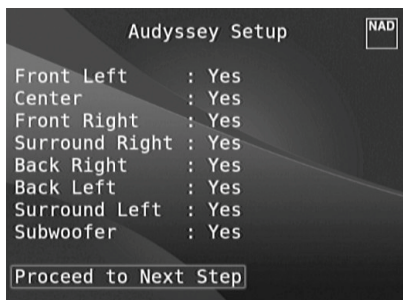 Audyssey Setup
NAD
Front Left : Yes
Center : Yes
Front Right : Yes
Surround Right : Yes
Back Right : Yes
Back Left : Yes
Surround Left : Yes
Subwoofer : Yes
Proceed to Next Step